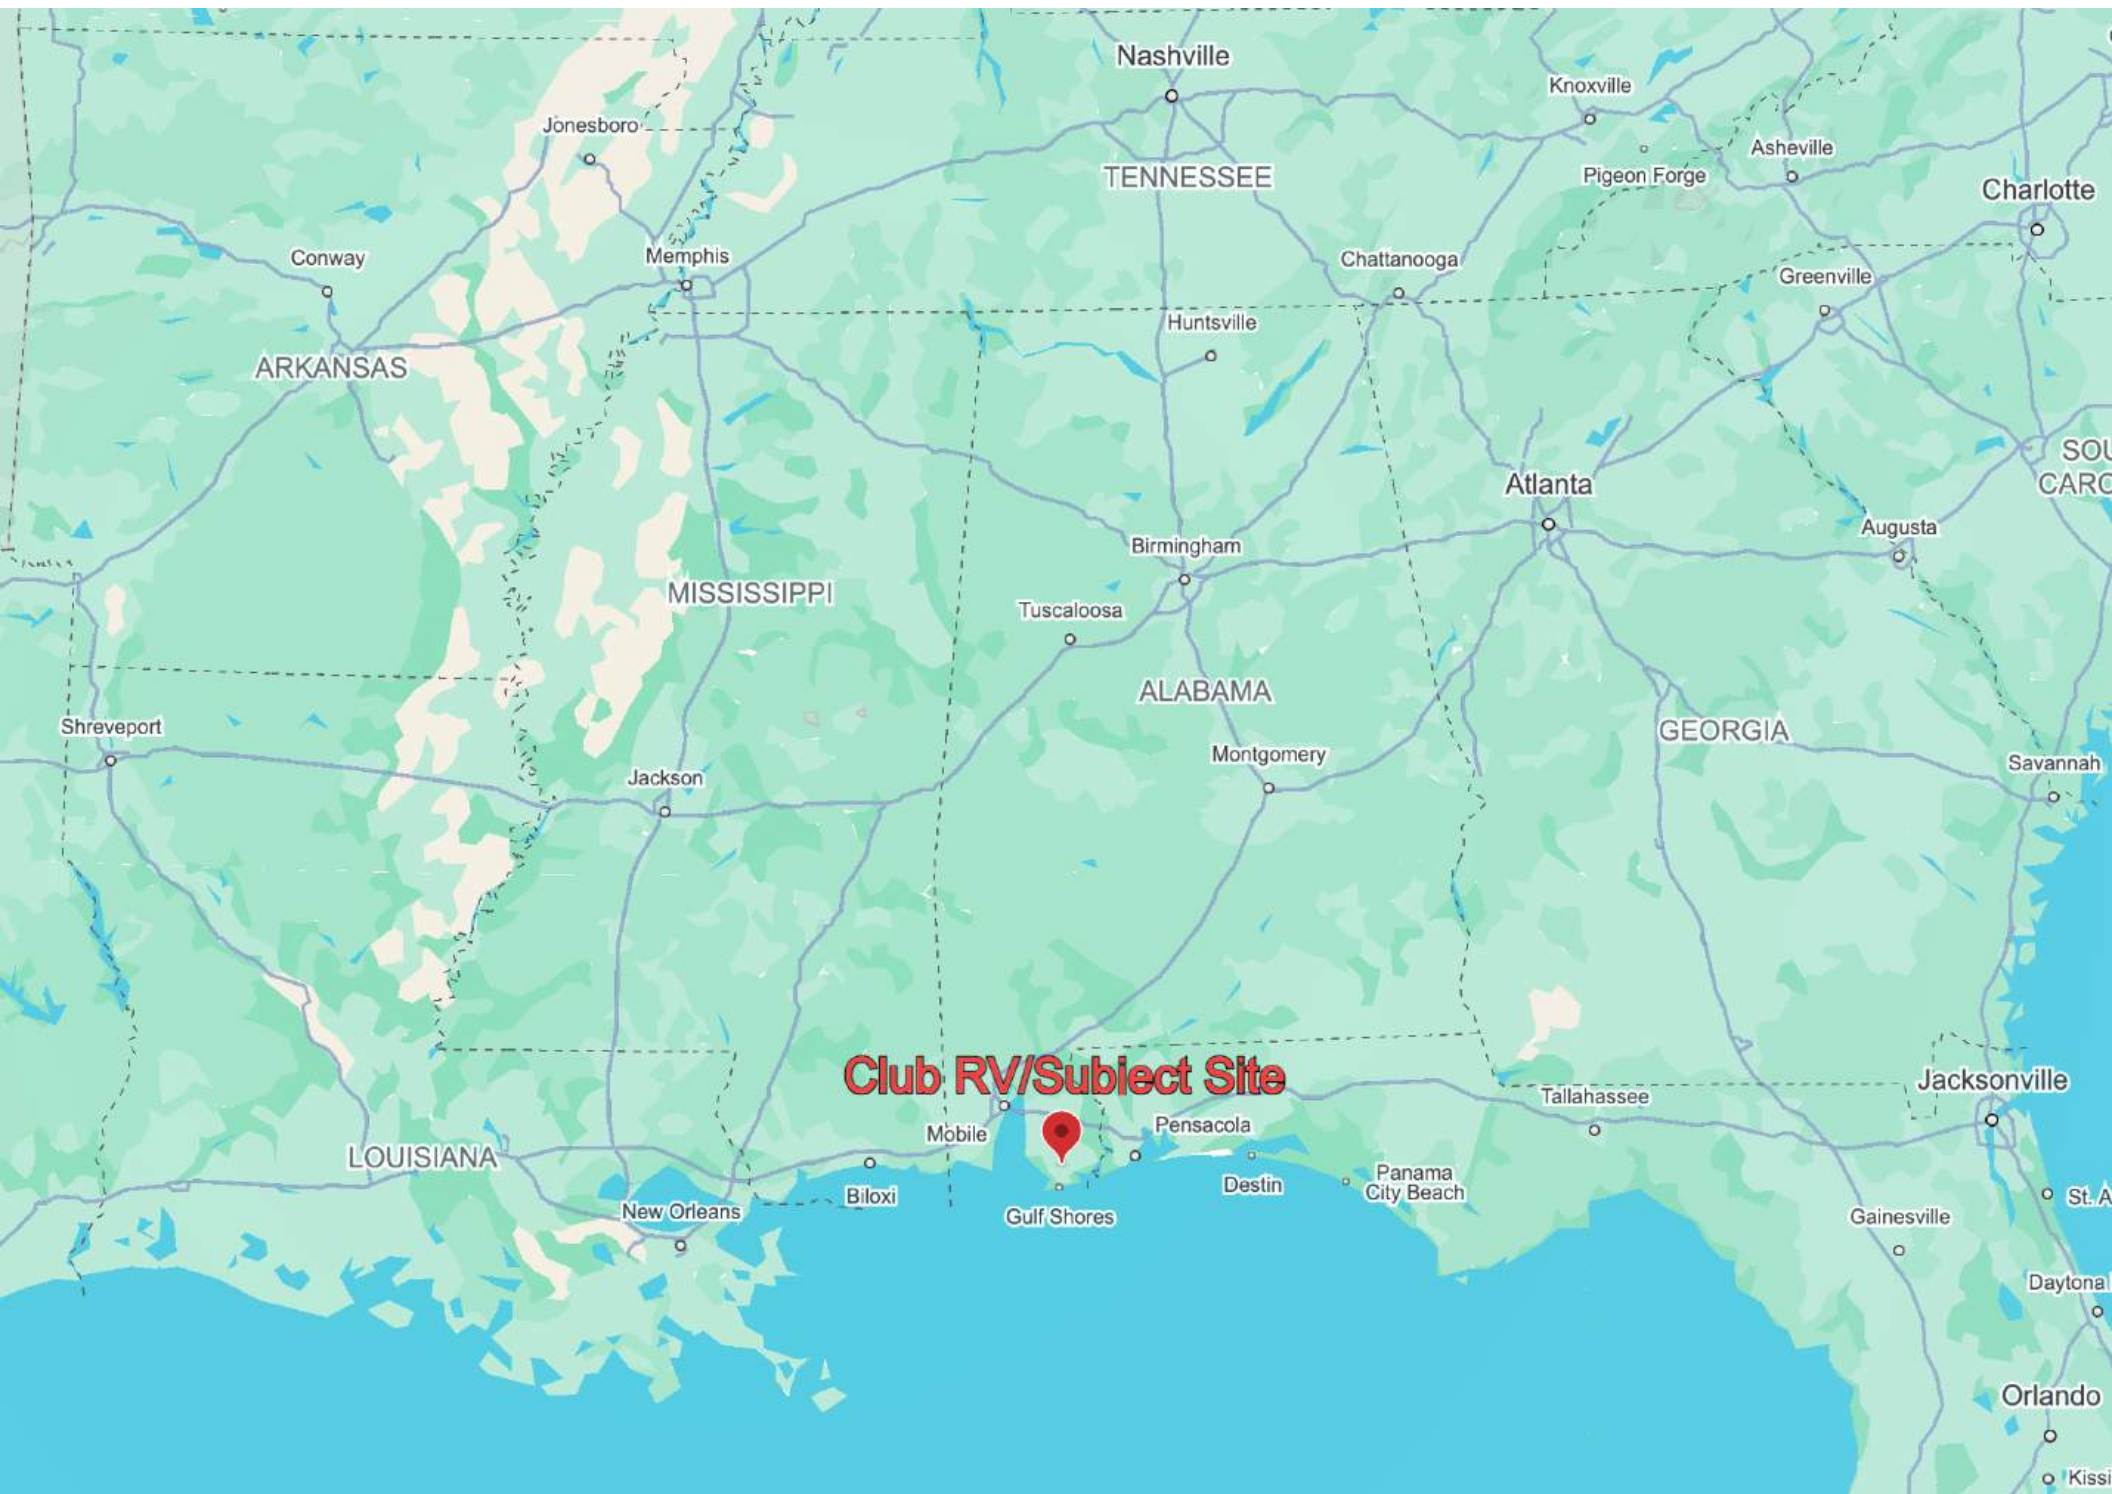 Nashville
Knoxville
Jonesboro
Asheville
TENNESSEE
Pigeon Forge
Charlotte
Conway
Memphis
Chattanooga
Greenville
Huntsville
ARKANSAS
SOU
CARO
Atlanta
Augusta
Birmingham
MISSISSIPPI
Tuscaloosa
ALABAMA
Shreveport
GEORGIA
Montgomery
Savannah
Jackson
Club RV/Subject Site
Jacksonville
Tallahassee
Mobile
Pensacola
LOUISIANA
Panama
City Beach
Destin
Biloxi
St. A
New Orleans
Gulf Shores
Gainesville
Daytona
Orlando
Kissi